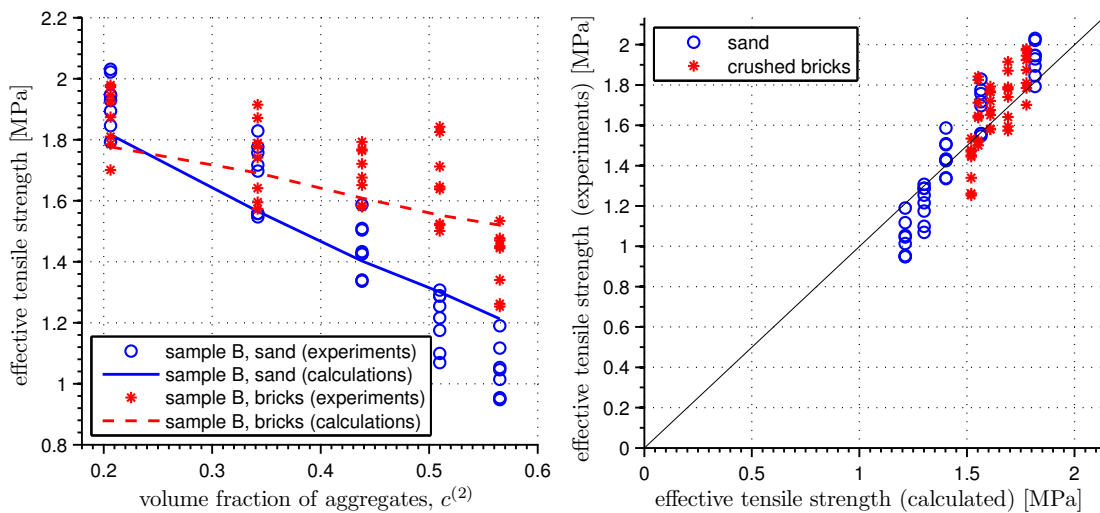 effective tensile strength [MPa]
2.2
2
1.8
1.6
1.4
1.2
1
0.8
sample B, sand (experiments)
sample B, sand (calculations)
sample B, bricks (experiments)
sample B, bricks (calculations)
0.2 0.3 0.4 0.5 0.6
volume fraction of aggregates, c(2)
effective tensile strength (experiments) [MPa]
sand
crushed bricks
2
1.8
1.6
1.4
1.2
1
0.8
0.6
0.4
0.2
0
0 1 1.5 2
effective tensile strength (calculated) [MPa]